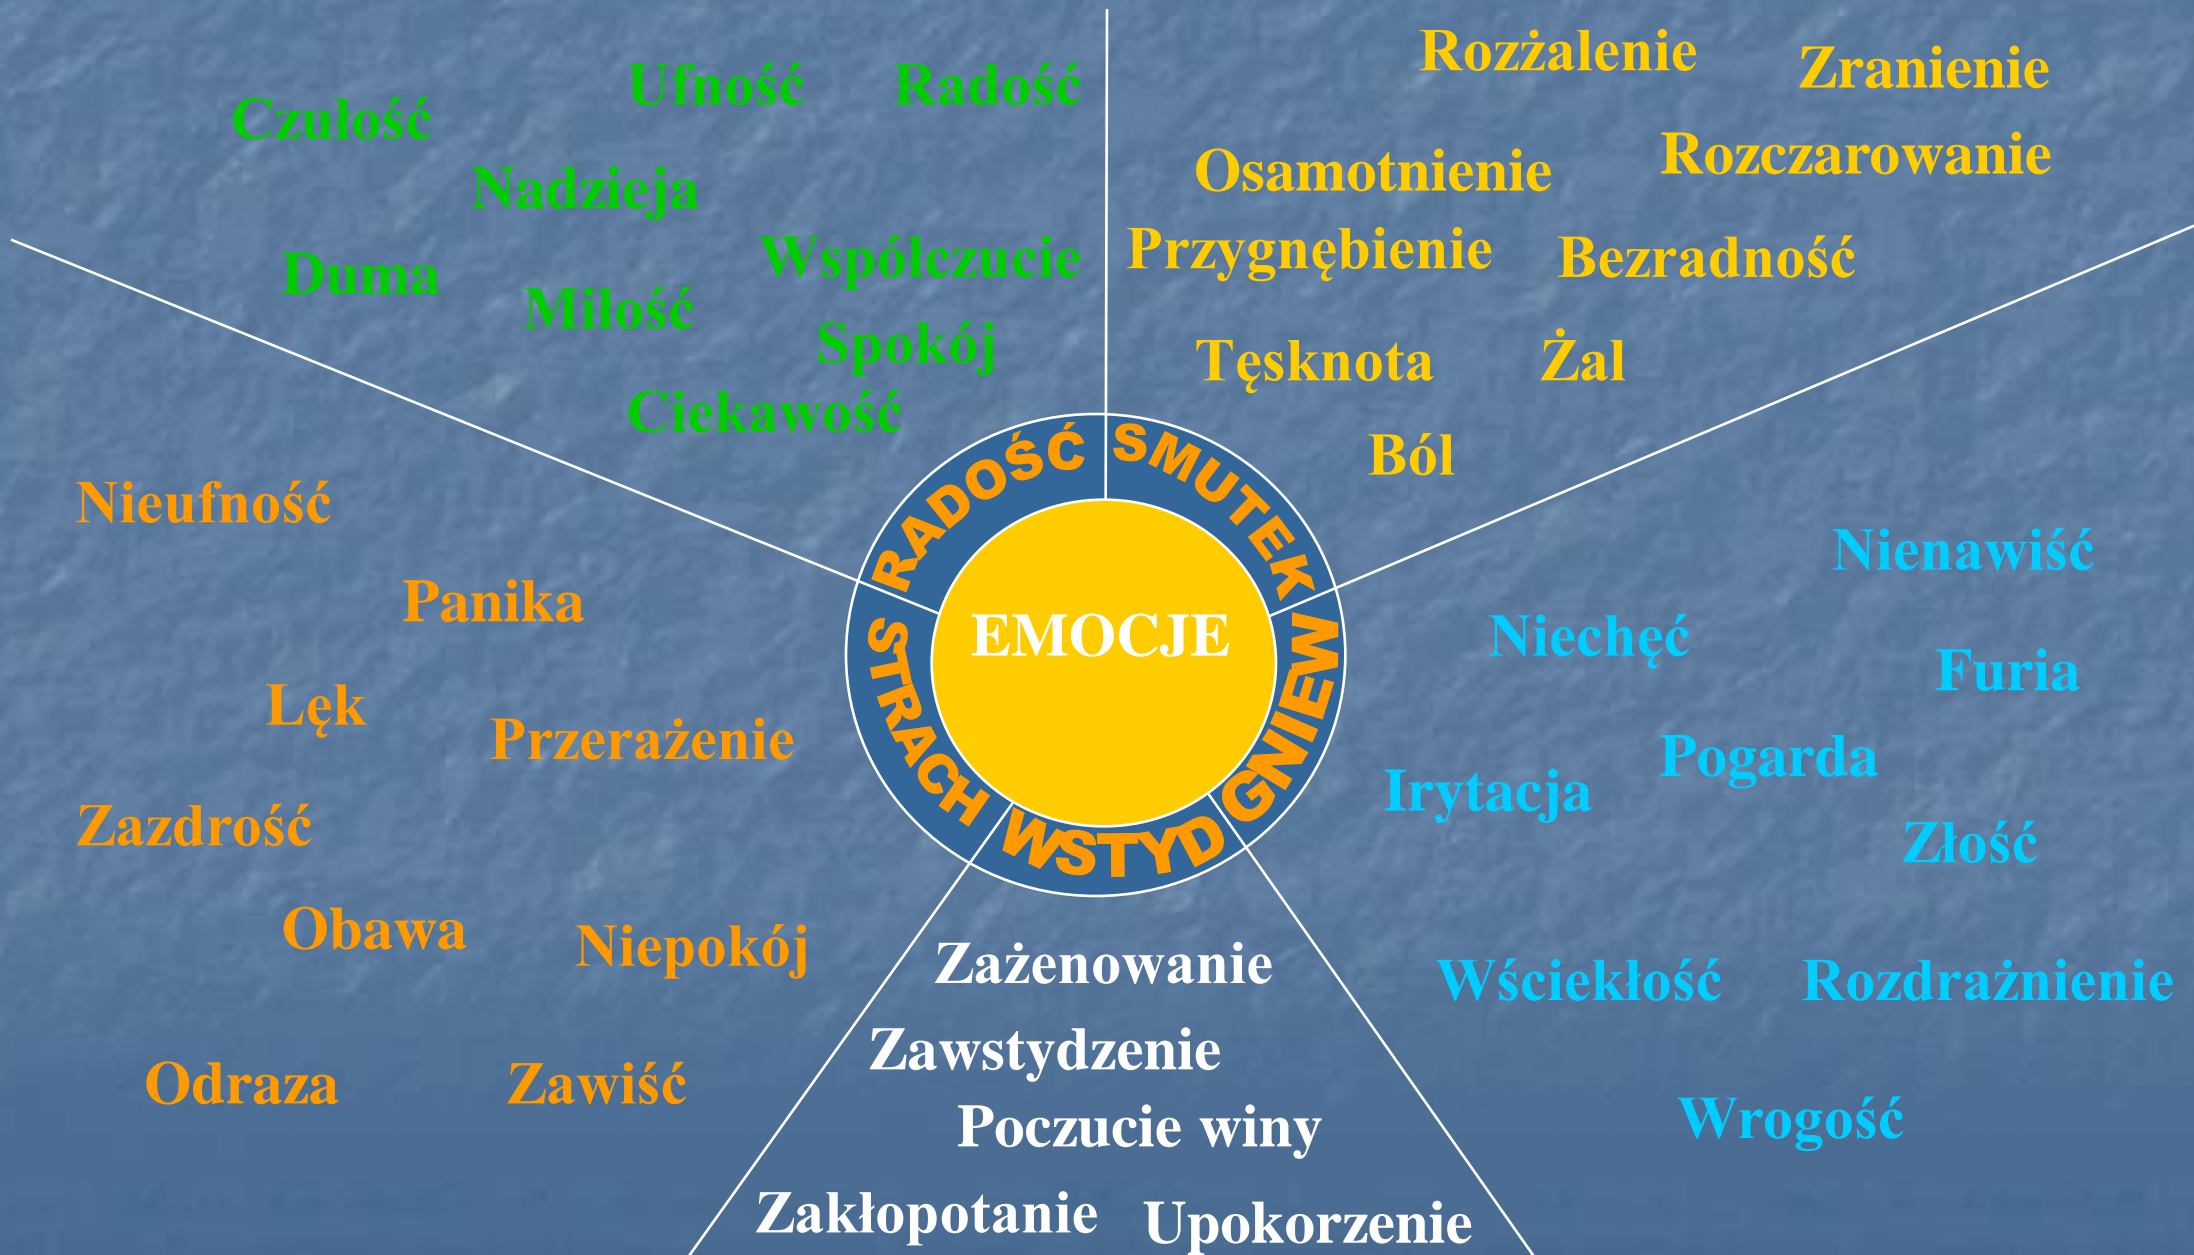 Czułość
Ufność
Radość
Nadzieja
Duma
Współczucie
Miłość
Spokój
Ciekawość
Rozżalenie
Zranienie
Osamotnienie
Rozczarowanie
Przygnębienie
Bezradność
Tęsknota
Żal
Ból
RADOŚĆ
SMUTEK
GNIEW
WSTYD
STRACH
EMOCJE
Nieufność
Panika
Lęk
Przerażenie
Zazdrość
Obawa
Niepokój
Odraza
Zawiść
Nienawiść
Niechęć
Furia
Pogarda
Irytacja
Złość
Wściekłość
Rozdrażnienie
Wrogość
Zażenowanie
Zawstydzenie
Poczucie winy
Zakłopotanie
Upokorzenie